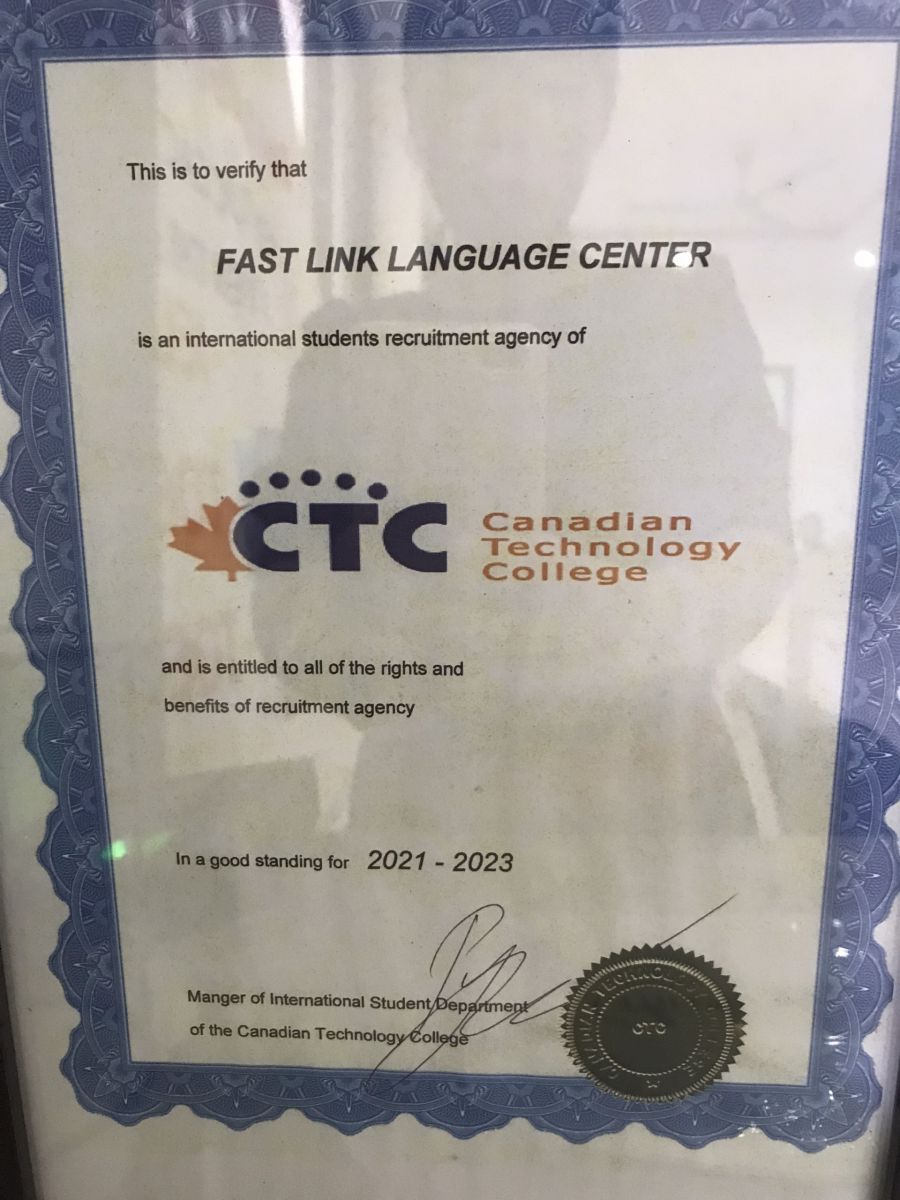 This is to verify that
FAST LINK LANGUAGE CENTER
is an international students recruitment agency of
CTC
Canadian
Technology
College
and is entitled to all of the rights and
benefits of recruitment agency
In a good standing for 2021 - 2023
Manger of International Student Department
of the Canadian Technology College
CTC